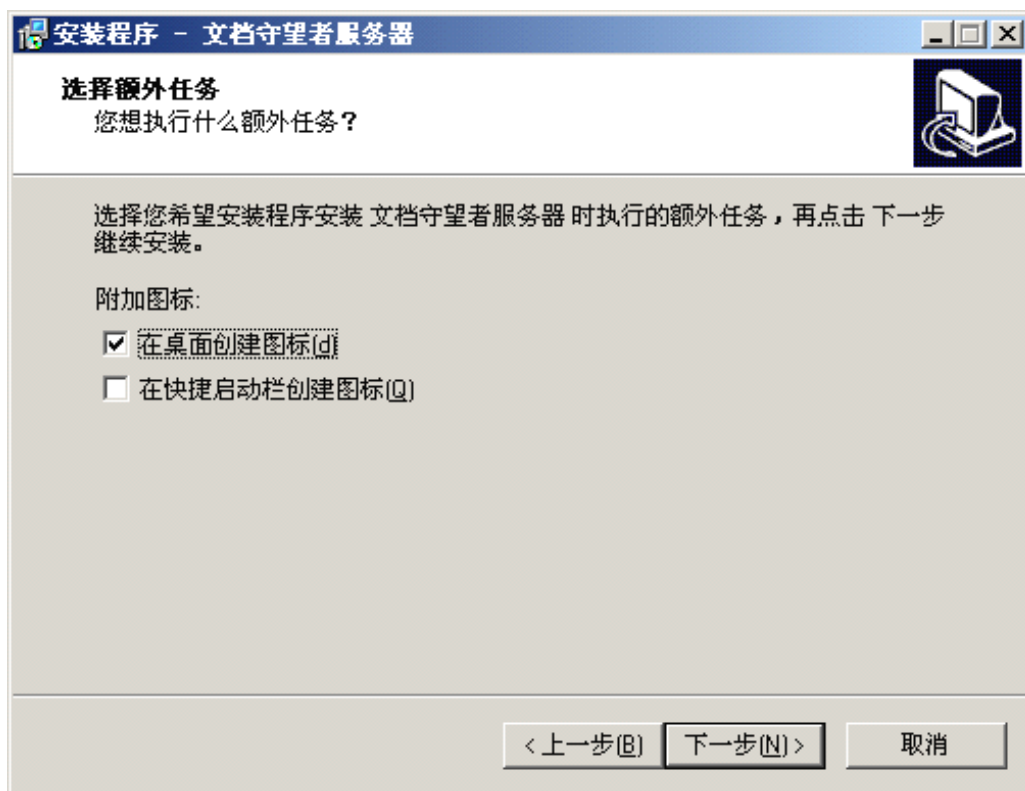 安装程序 - 文档守望者服务器
选择额外任务
您想执行什么额外任务？
选择您希望安装程序安装 文档守望者服务器 时执行的额外任务，再点击 下一步
继续安装。
附加图标:
在桌面创建图标(d)
在快捷启动栏创建图标(Q)
<上一步(B) 下一步(N)> 取消